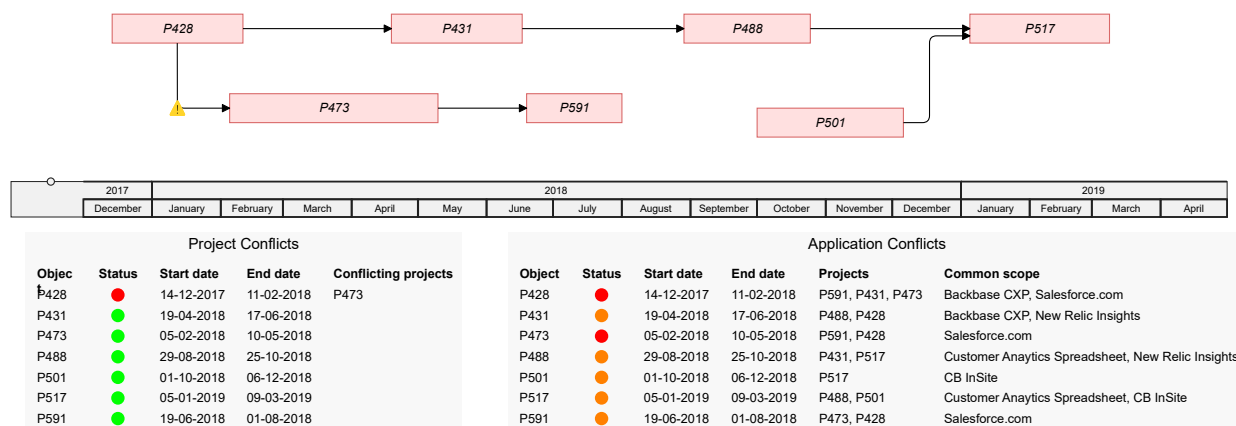 P428 P431 P488 P517
P473 P591
P501
2017 2018 2019
December January February March April May June July August September October November December January February March April
Project Conflicts
Objec
t Status Start date End date Conflicting projects
P428 14-12-2017 11-02-2018 P473
P431 19-04-2018 17-06-2018
P473 05-02-2018 10-05-2018
P488 29-08-2018 25-10-2018
P501 01-10-2018 06-12-2018
P517 05-01-2019 09-03-2019
P591 19-06-2018 01-08-2018
Application Conflicts
Object Status Start date End date Projects Common scope
P428 14-12-2017 11-02-2018 P591, P431, P473 Backbase CXP, Salesforce.com
P431 19-04-2018 17-06-2018 P488, P428 Backbase CXP, New Relic Insights
P473 05-02-2018 10-05-2018 P591, P428 Salesforce.com
P488 29-08-2018 25-10-2018 P431, P517 Customer Anaytics Spreadsheet, New Relic Insights
P501 01-10-2018 06-12-2018 P517 CB InSite
P517 05-01-2019 09-03-2019 P488, P501 Customer Anaytics Spreadsheet, CB InSite
P591 19-06-2018 01-08-2018 P473, P428 Salesforce.com